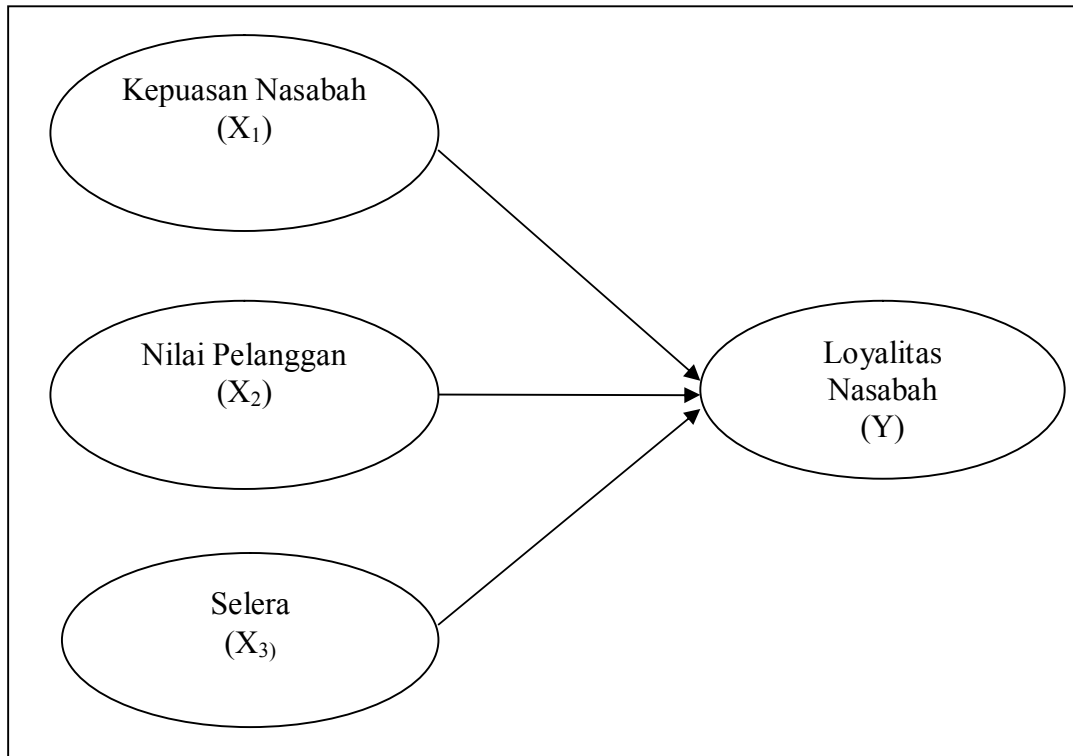 Kepuasan Nasabah
(X₁)
Nilai Pelanggan
(X₂)
Selera
(X₃)
Loyalitas
Nasabah
(Y)